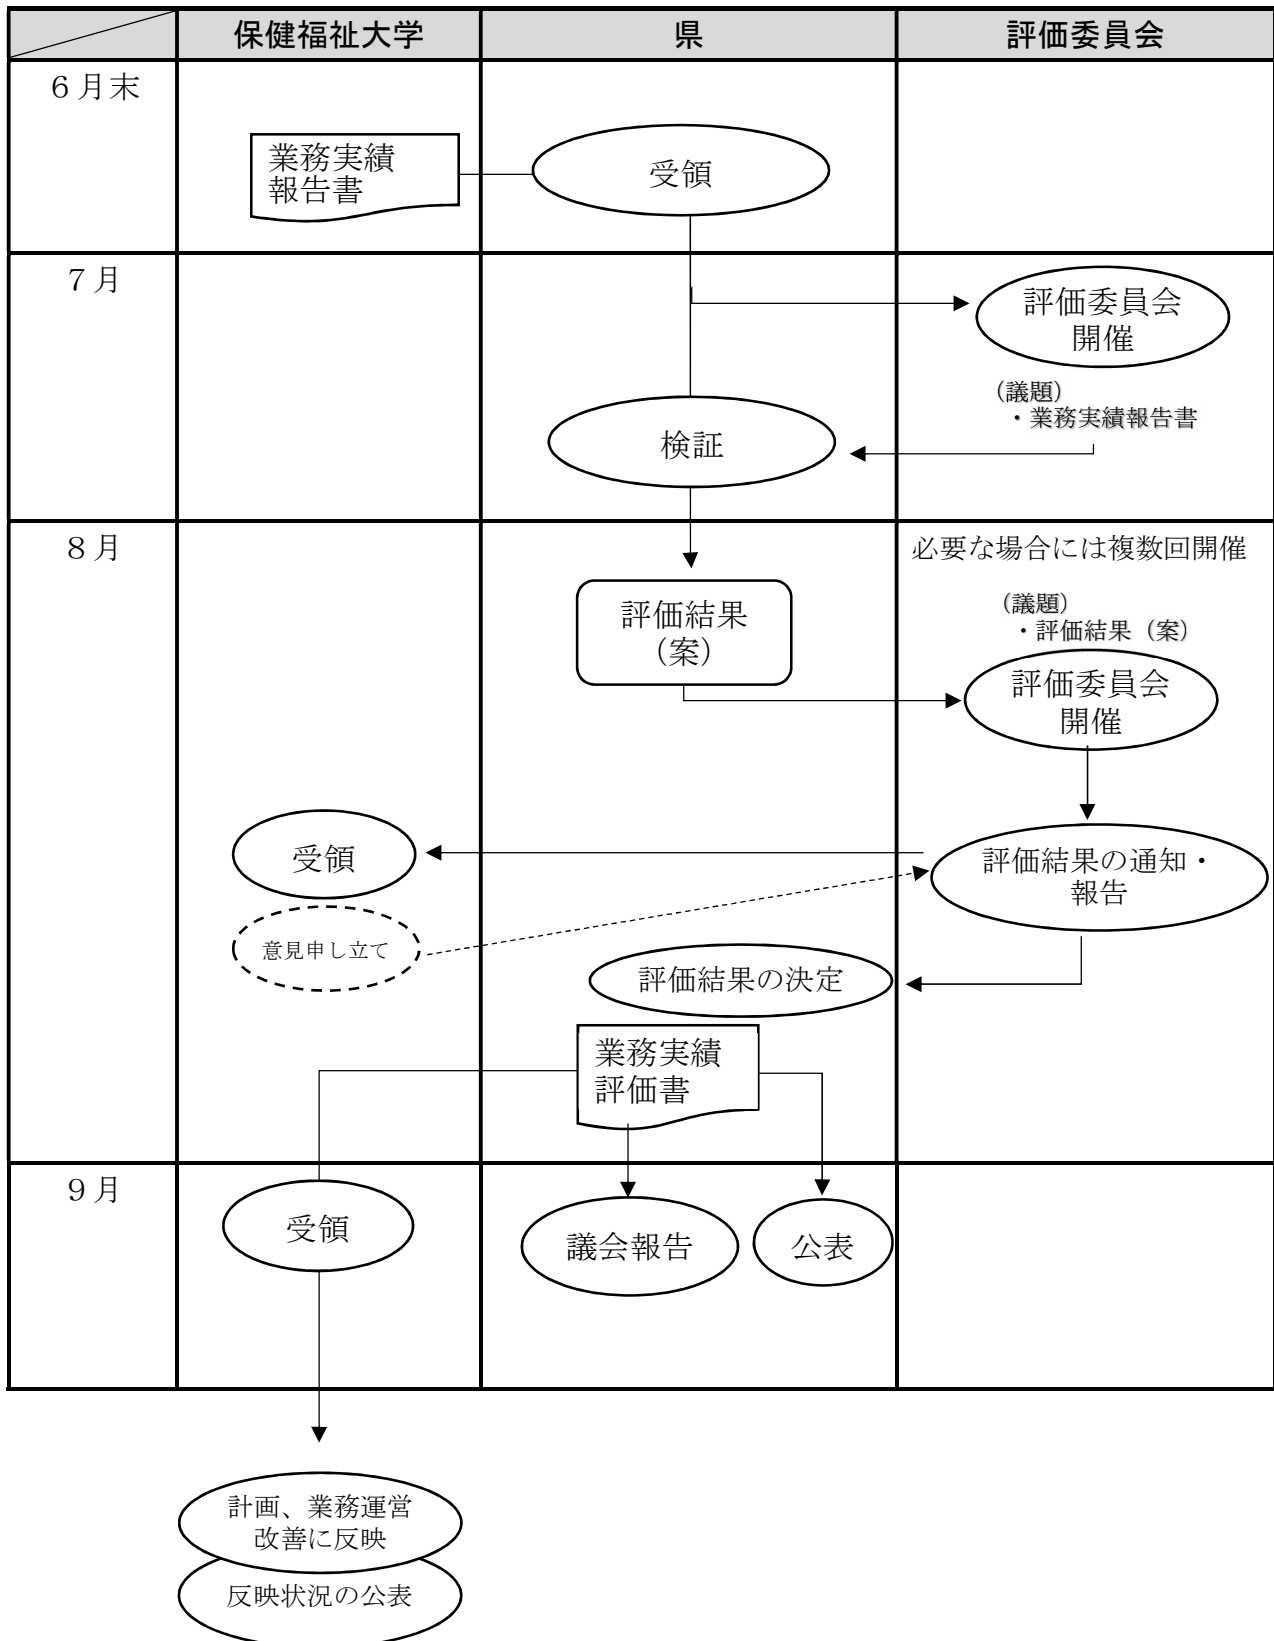 保健福祉大学
県
評価委員会
６月末
業務実績
報告書
受領
７月
評価委員会
開催
（議題）
・業務実績報告書
検証
８月
必要な場合には複数回開催
評価結果
（案）
（議題）
・評価結果（案）
評価委員会
開催
受領
評価結果の通知・
報告
意見申し立て
評価結果の決定
業務実績
評価書
９月
受領
議会報告
公表
計画、業務運営
改善に反映
反映状況の公表